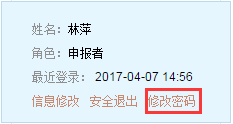 姓名：林萍
角色：申报者
最近登录： 2017-04-07 14:56
信息修改 安全退出 修改密码